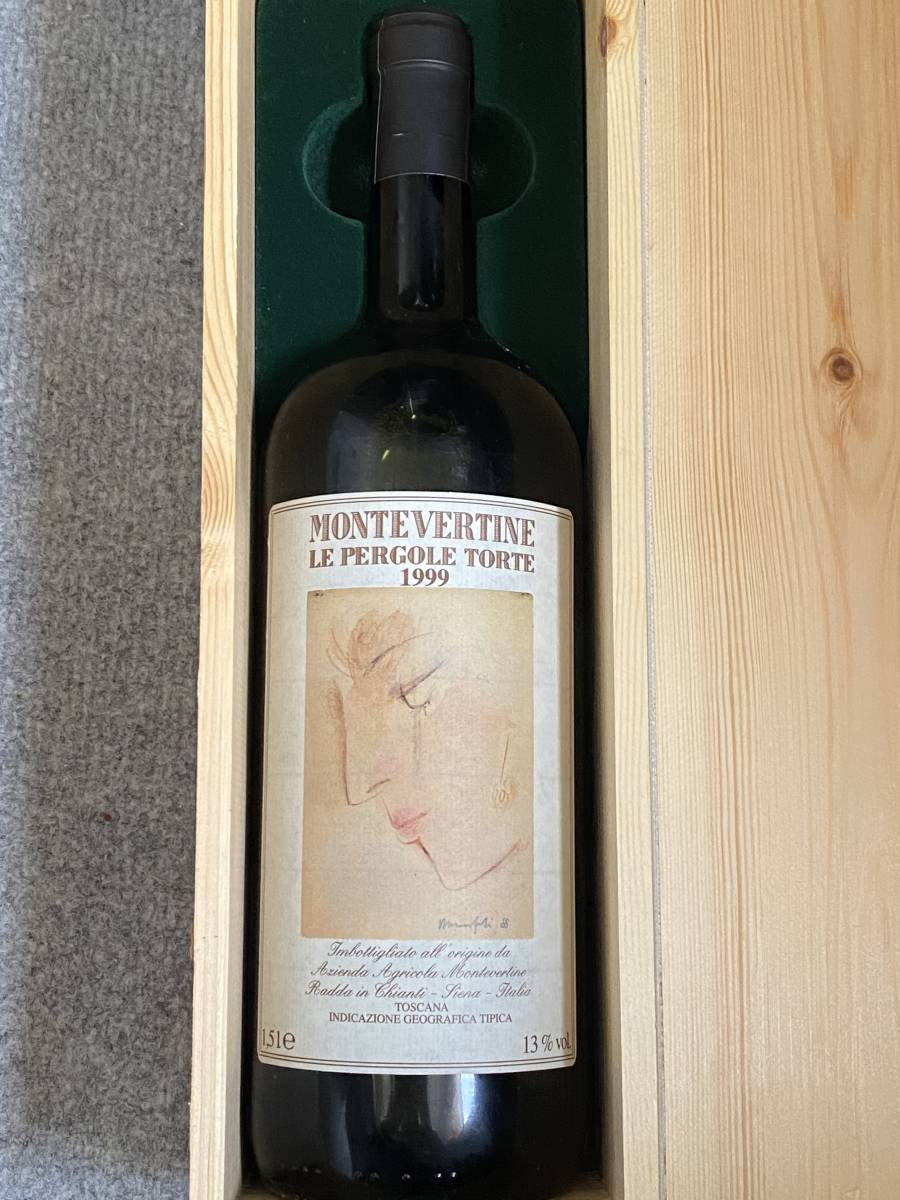 MONTEVERTINE
LE PERGOLE TORTE
1999
88
Imbottigliato all'origine da
Azienda Agricola Montevertine
Radda in Chianti - Siena - Italia
TOSCANA
INDICAZIONE GEOGRAFICA TIPICA
1,5 l e 13 % vol.